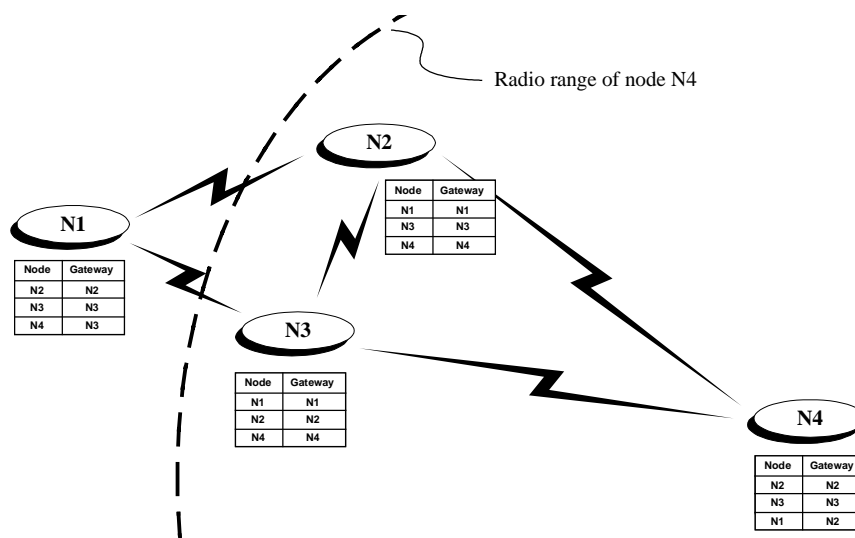 Radio range of node N4
N2
Node Gateway
N1 N1
N3 N3
N4 N4
N1
Node Gateway
N2 N2
N3 N3
N4 N3
N3
Node Gateway
N1 N1
N2 N2
N4 N4
N4
Node Gateway
N2 N2
N3 N3
N1 N2